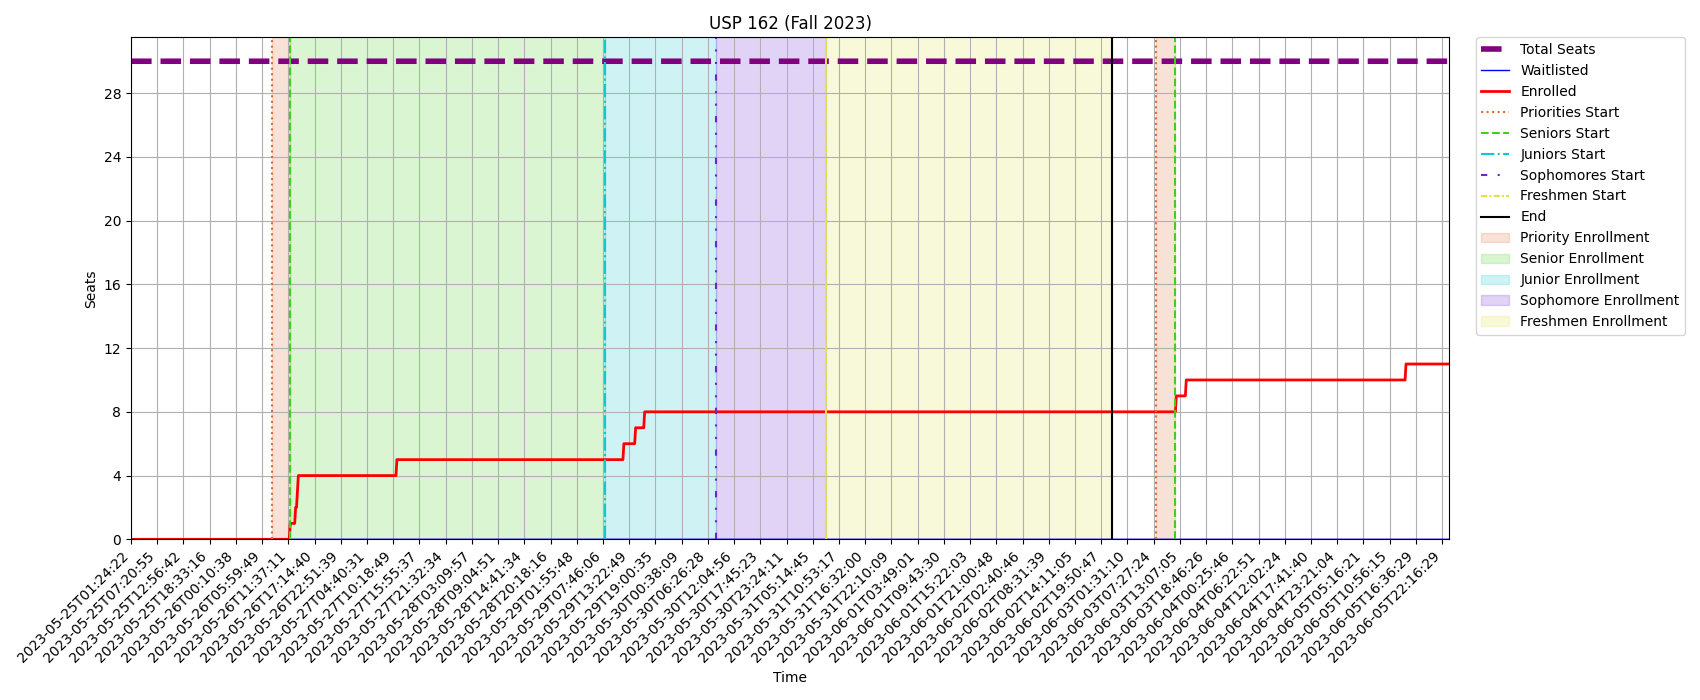 USP 162 (Fall 2023)
Seats
28
24
20
16
12
8
4
0
2023-05-25T01:24:22
2023-05-25T07:20:55
2023-05-25T12:56:42
2023-05-25T18:33:16
2023-05-26T00:10:38
2023-05-26T05:59:49
2023-05-26T11:37:11
2023-05-26T17:14:40
2023-05-26T22:51:39
2023-05-27T04:40:31
2023-05-27T10:18:49
2023-05-27T15:55:37
2023-05-27T21:32:34
2023-05-28T03:09:57
2023-05-28T09:04:51
2023-05-28T14:41:34
2023-05-28T20:18:16
2023-05-29T01:55:48
2023-05-29T07:46:06
2023-05-29T13:22:49
2023-05-29T19:00:35
2023-05-30T00:38:09
2023-05-30T06:26:28
2023-05-30T12:04:56
2023-05-30T17:45:23
2023-05-30T23:24:11
2023-05-31T05:14:45
2023-05-31T10:53:17
2023-05-31T16:32:00
2023-05-31T22:10:09
2023-06-01T03:49:01
2023-06-01T09:43:30
2023-06-01T15:22:03
2023-06-01T21:00:48
2023-06-02T02:40:46
2023-06-02T08:31:39
2023-06-02T14:11:05
2023-06-02T19:50:47
2023-06-03T01:31:10
2023-06-03T07:27:24
2023-06-03T13:07:05
2023-06-03T18:46:26
2023-06-04T00:25:46
2023-06-04T06:22:51
2023-06-04T12:02:24
2023-06-04T17:41:40
2023-06-04T23:21:04
2023-06-05T05:16:21
2023-06-05T10:56:15
2023-06-05T16:36:29
2023-06-05T22:16:29
Time
Total Seats
Waitlisted
Enrolled
Priorities Start
Seniors Start
Juniors Start
Sophomores Start
Freshmen Start
End
Priority Enrollment
Senior Enrollment
Junior Enrollment
Sophomore Enrollment
Freshmen Enrollment